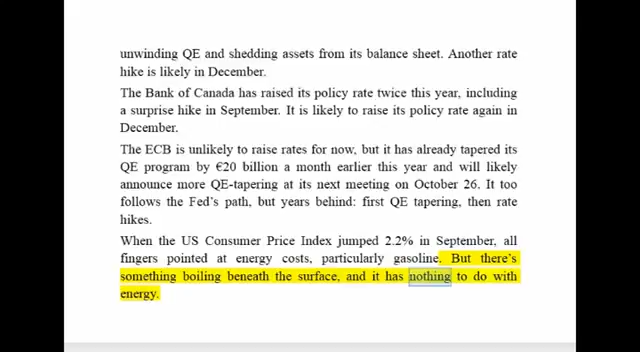 unwinding QE and shedding assets from its balance sheet. Another rate
hike is likely in December.
The Bank of Canada has raised its policy rate twice this year, including
a surprise hike in September. It is likely to raise its policy rate again in
December.
The ECB is unlikely to raise rates for now, but it has already tapered its
QE program by €20 billion a month earlier this year and will likely
announce more QE-tapering at its next meeting on October 26. It too
follows the Fed’s path, but years behind: first QE tapering, then rate
hikes.
When the US Consumer Price Index jumped 2.2% in September, all
fingers pointed at energy costs, particularly gasoline. But there’s
something boiling beneath the surface, and it has nothing to do with
energy.